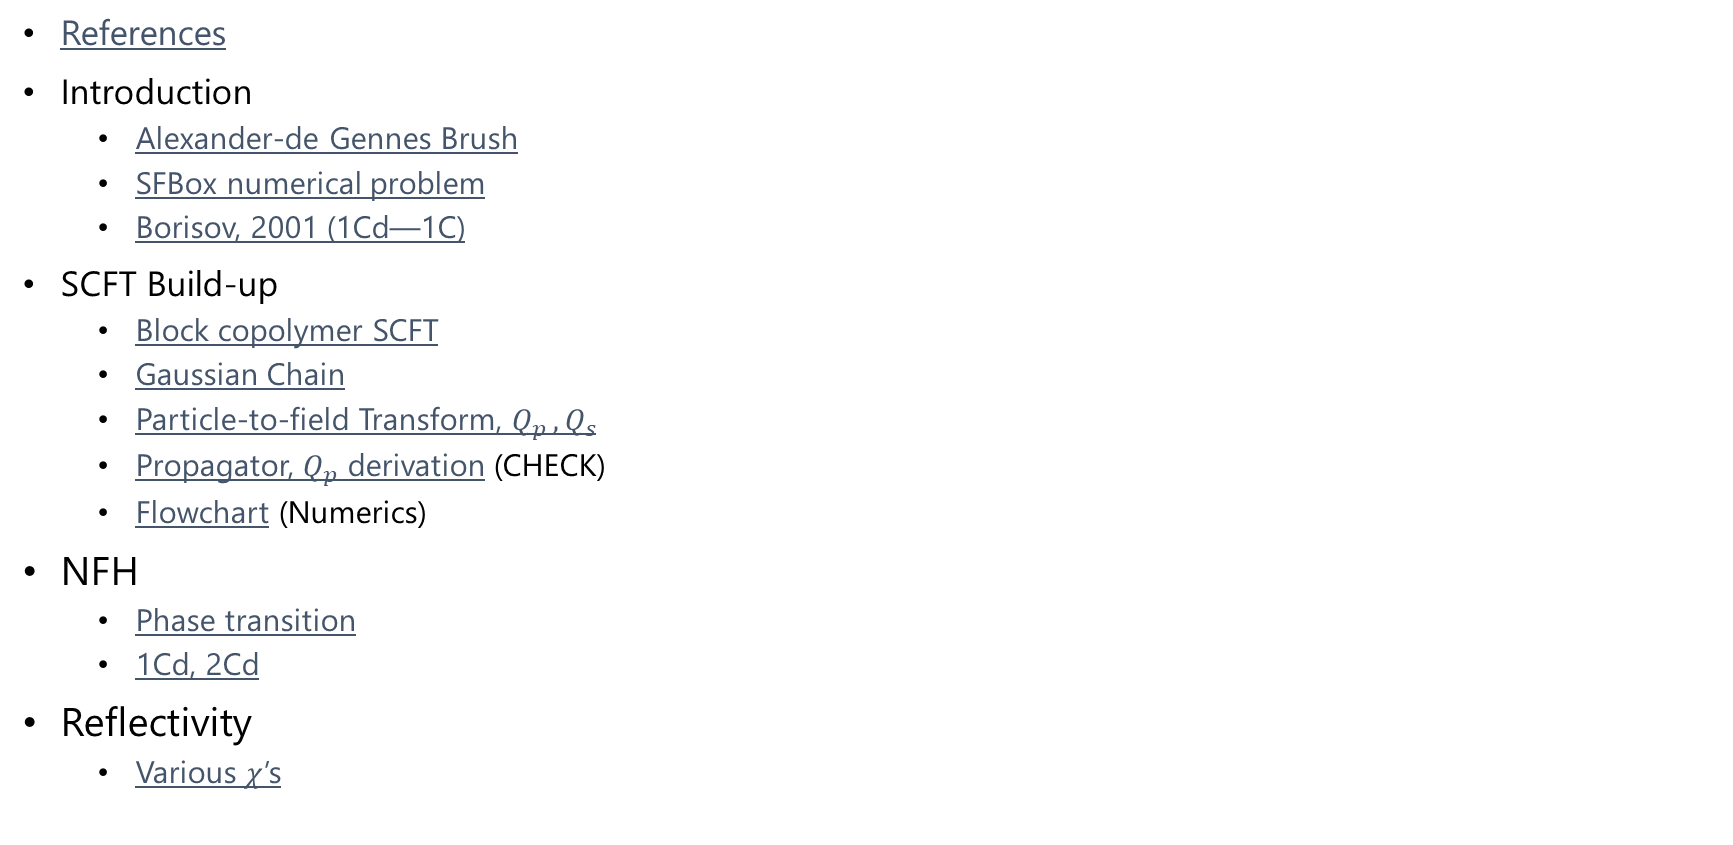 • References
• Introduction
• Alexander-de Gennes Brush
• SFBox numerical problem
• Borisov, 2001 (1Cd—1C)
• SCFT Build-up
• Block copolymer SCFT
• Gaussian Chain
• Particle-to-field Transform, 𝑄ₚ, 𝑄ₛ
• Propagator, 𝑄ₚ derivation (CHECK)
• Flowchart (Numerics)
• NFH
• Phase transition
• 1Cd, 2Cd
• Reflectivity
• Various 𝜒's